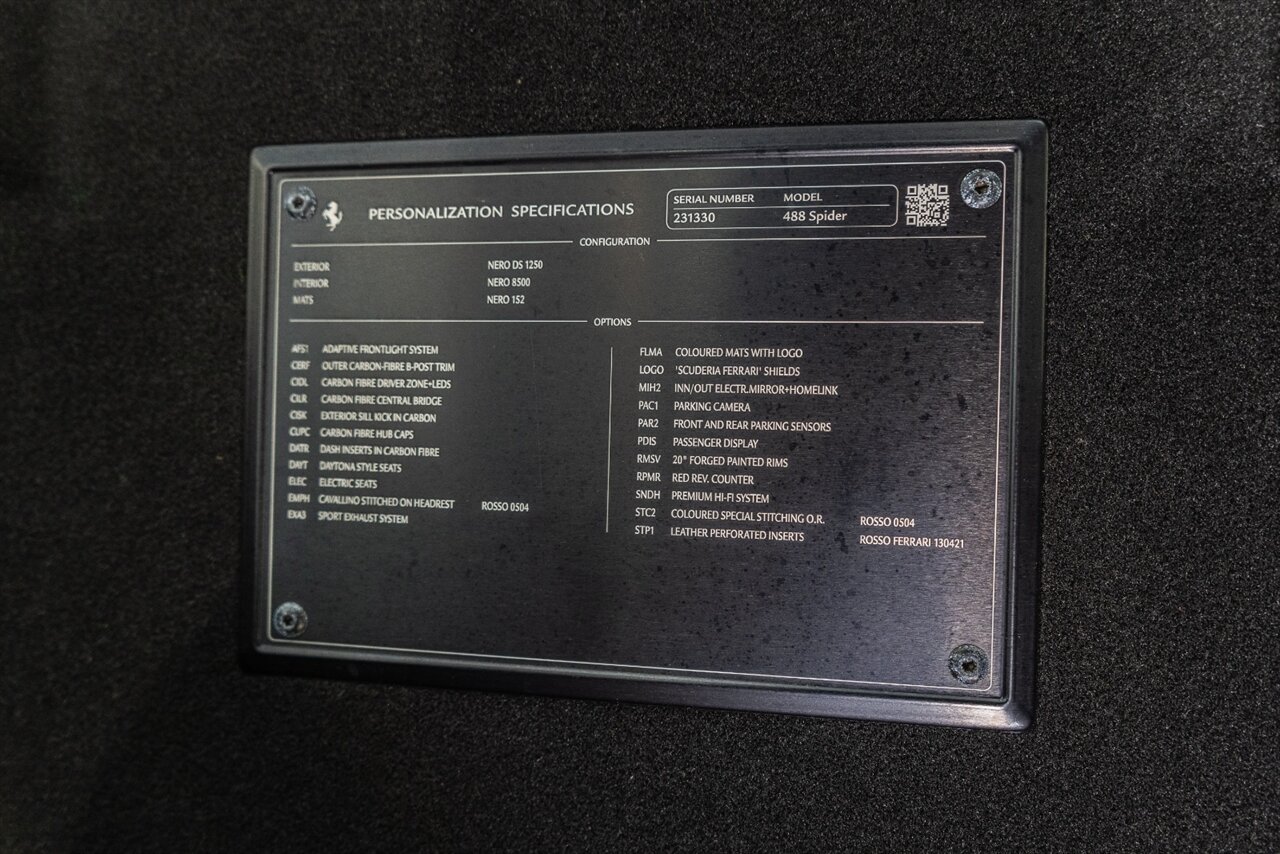 PERSONALIZATION SPECIFICATIONS
SERIAL NUMBER MODEL
231330 488 Spider
CONFIGURATION
EXTERIOR NERO DS 1250
INTERIOR NERO 8500
MATS NERO 152
OPTIONS
AFS1 ADAPTIVE FRONTLIGHT SYSTEM
CERF OUTER CARBON-FIBRE B-POST TRIM
CIDL CARBON FIBRE DRIVER ZONE+LEDS
CILR CARBON FIBRE CENTRAL BRIDGE
CISK EXTERIOR SILL KICK IN CARBON
CUPC CARBON FIBRE HUB CAPS
DATR DASH INSERTS IN CARBON FIBRE
DAYT DAYTONA STYLE SEATS
ELEC ELECTRIC SEATS
EMPH CAVALLINO STITCHED ON HEADREST ROSSO 0504
EXA3 SPORT EXHAUST SYSTEM
FLMA COLOURED MATS WITH LOGO
LOGO 'SCUDERIA FERRARI' SHIELDS
MIH2 INN/OUT ELECTR.MIRROR+HOMELINK
PAC1 PARKING CAMERA
PAR2 FRONT AND REAR PARKING SENSORS
PDIS PASSENGER DISPLAY
RMSV 20" FORGED PAINTED RIMS
RPMR RED REV. COUNTER
SNDH PREMIUM HI-FI SYSTEM
STC2 COLOURED SPECIAL STITCHING O.R. ROSSO 0504
STP1 LEATHER PERFORATED INSERTS ROSSO FERRARI 130421